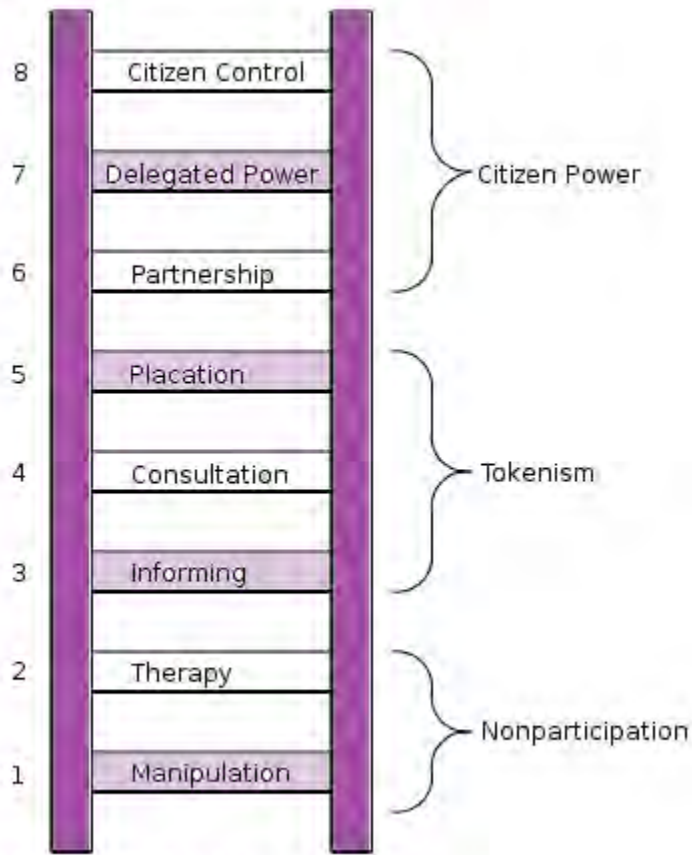 8 Citizen Control
7 Delegated Power
Citizen Power
6 Partnership
5 Placation
4 Consultation
Tokenism
3 Informing
2 Therapy
Nonparticipation
1 Manipulation